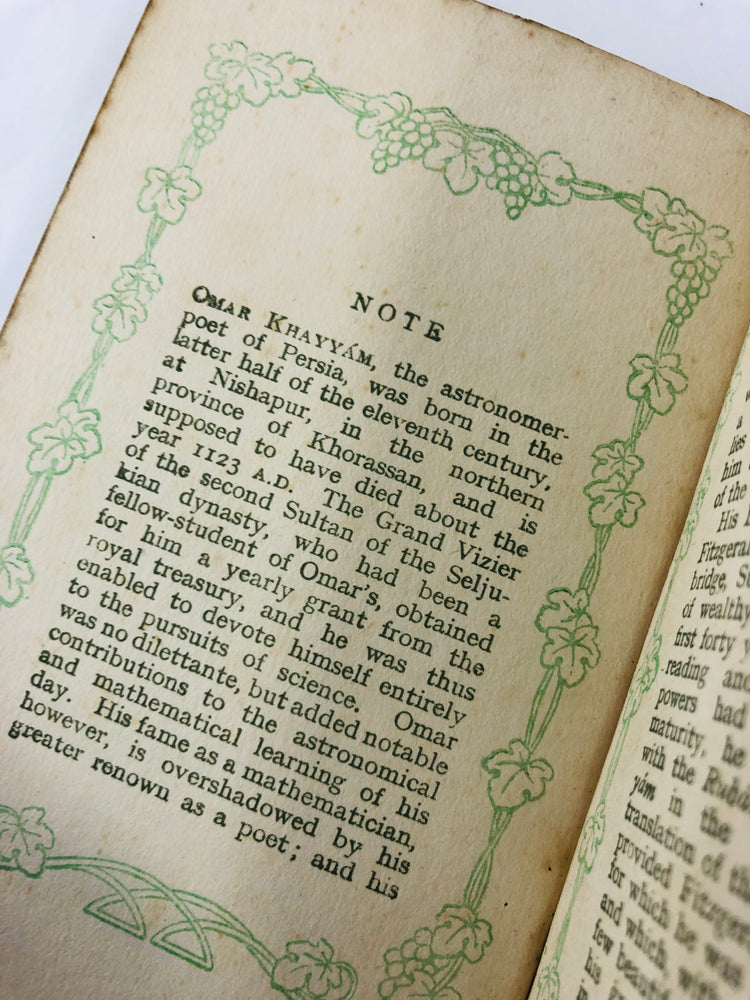 NOTE
OMAR KHAYYÁM, the astronomer-
poet of Persia, was born in the
latter half of the eleventh century,
at Nishapur, in the northern
province of Khorassan, and is
supposed to have died about the
year 1123 A.D. The Grand Vizier
of the second Sultan of the Selju-
kian dynasty, who had been a
fellow-student of Omar's, obtained
for him a yearly grant from the
royal treasury, and he was thus
enabled to devote himself entirely
to the pursuits of science. Omar
was no dilettante, but added notable
contributions to the astronomical
and mathematical learning of his
day. His fame as a mathematician,
however, is overshadowed by his
greater renown as a poet; and his
a
lies
him
of the
His
Fitzgeral
bridge,
of wealthy
first forty
reading and
powers had
maturity, he
with the Rubá
yám in the
translation of the
provided Fitzger
for which he was
and which, with
few beautif
his